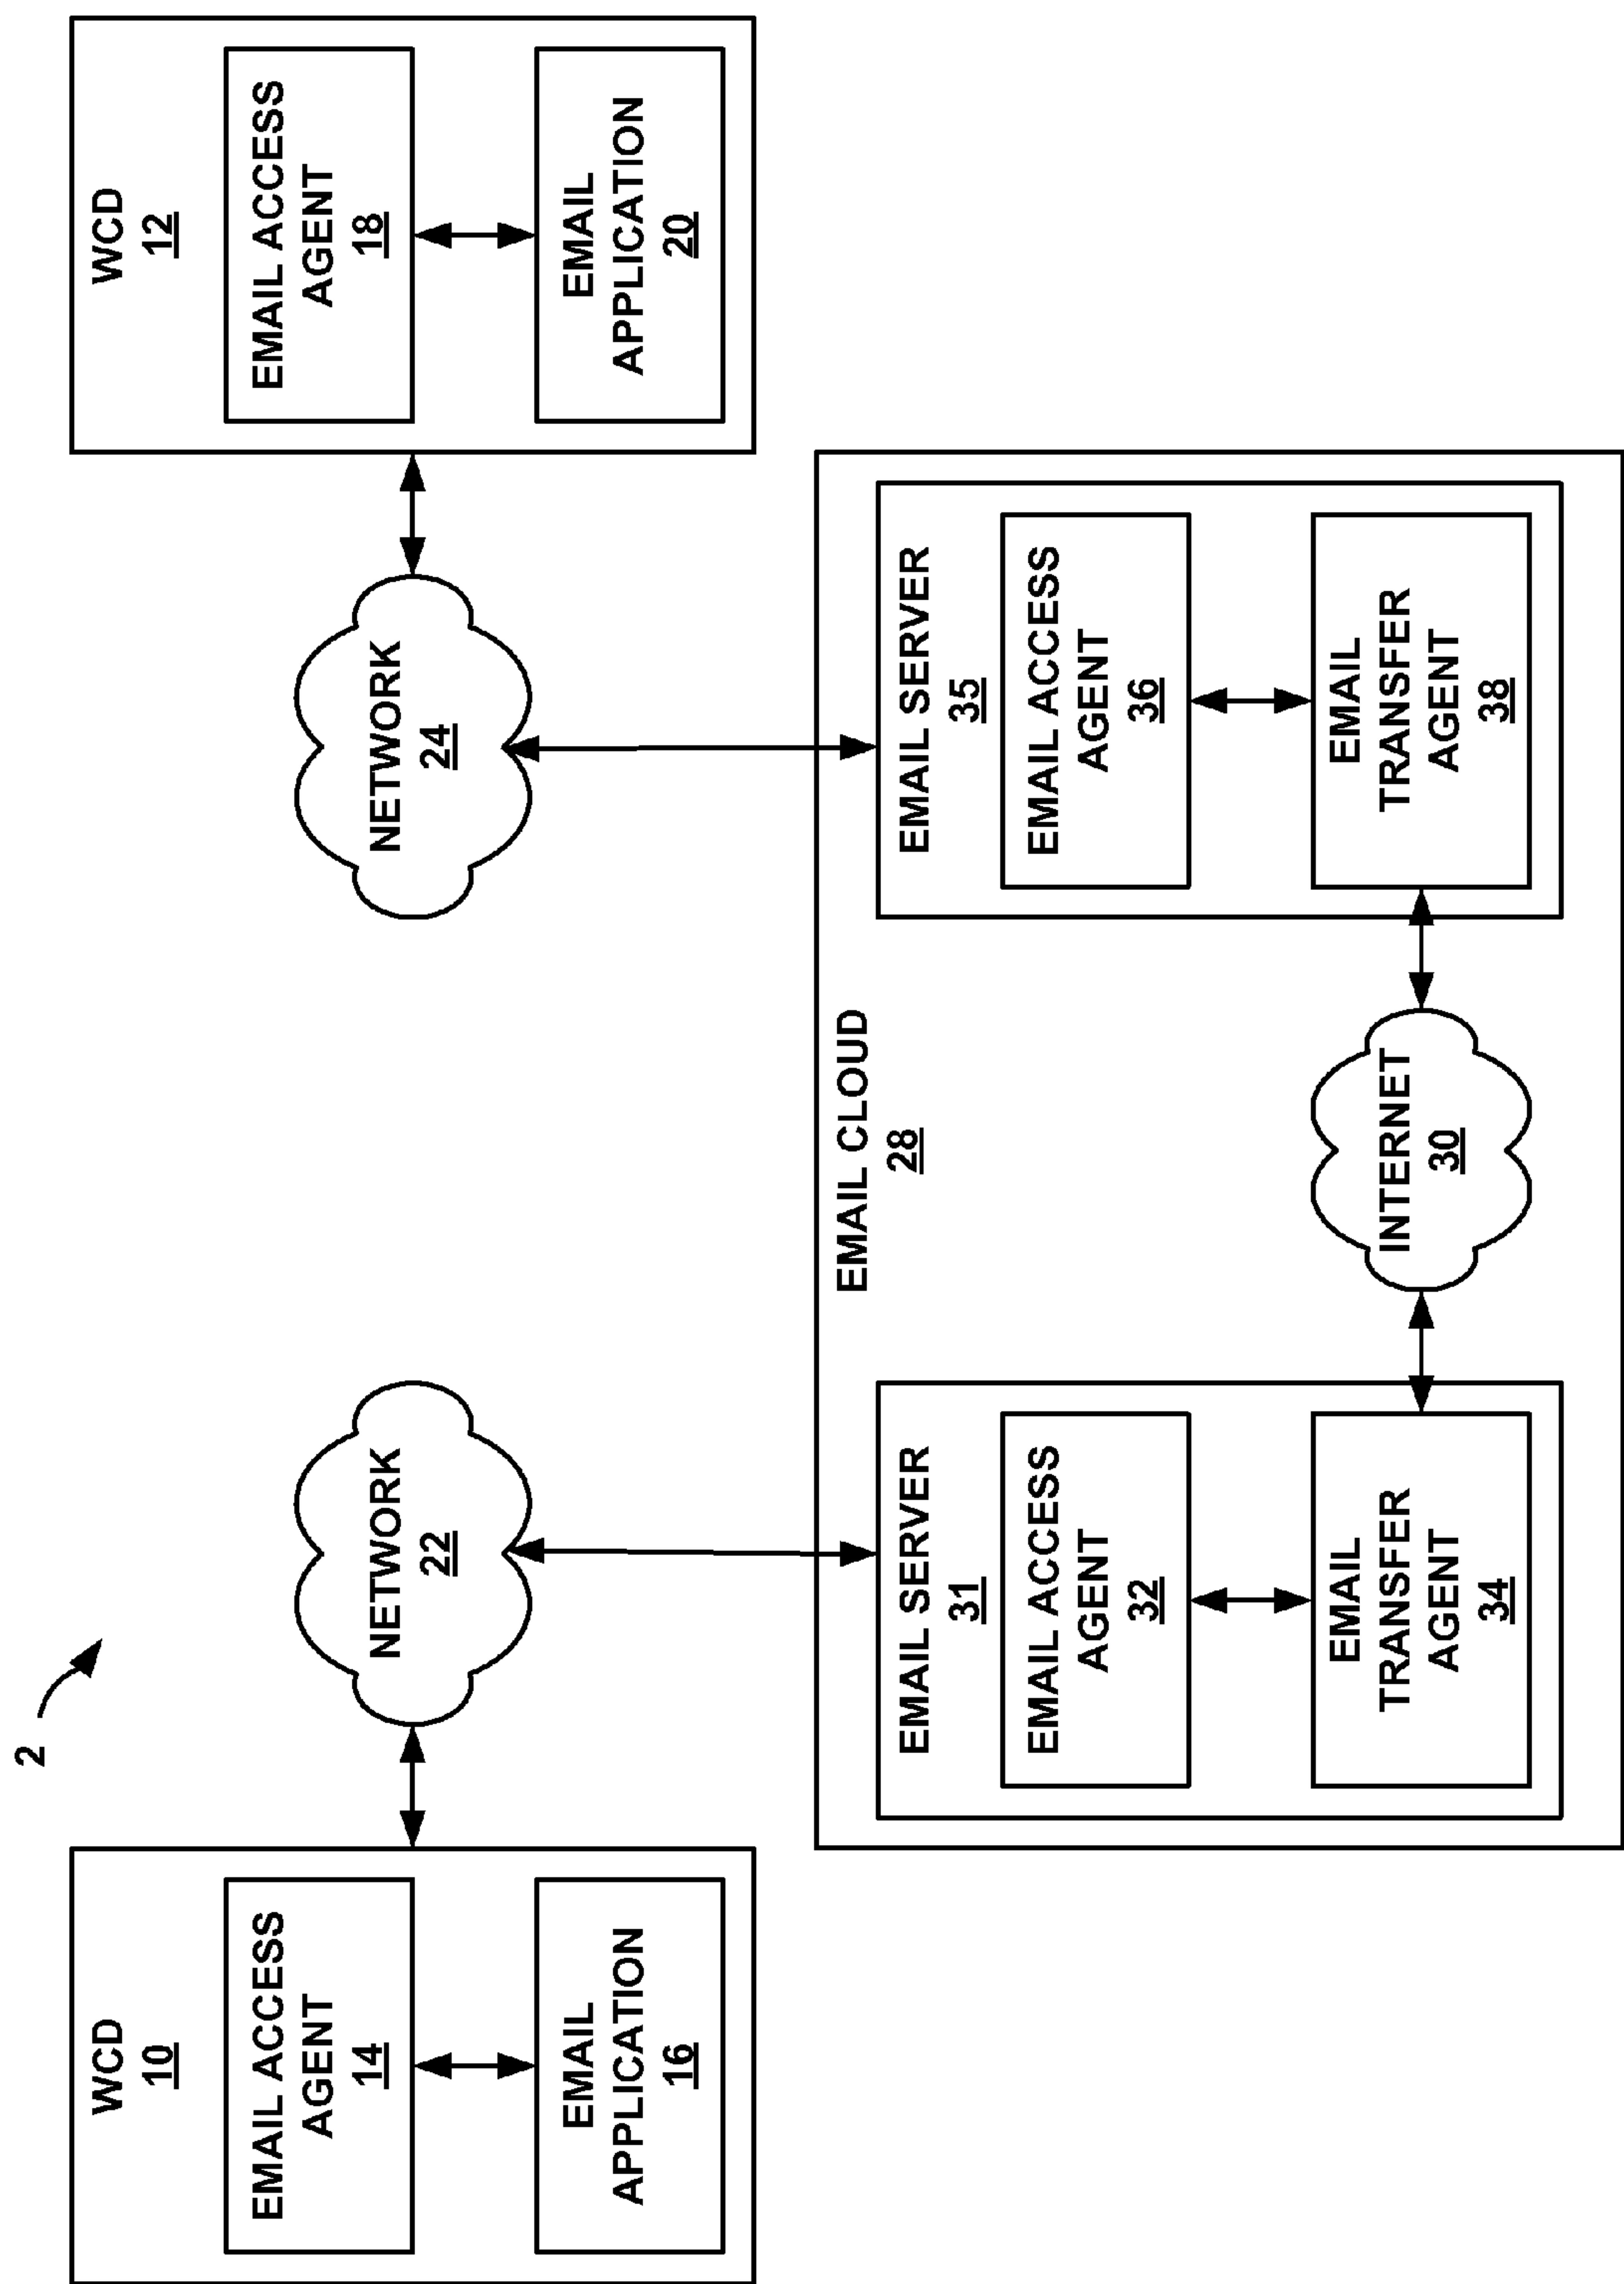 2
WCD
10
EMAIL ACCESS
AGENT
14
EMAIL
APPLICATION
16
NETWORK
22
NETWORK
24
WCD
12
EMAIL ACCESS
AGENT
18
EMAIL
APPLICATION
20
EMAIL CLOUD
28
EMAIL SERVER
31
EMAIL ACCESS
AGENT
32
EMAIL
TRANSFER
AGENT
34
INTERNET
30
EMAIL SERVER
35
EMAIL ACCESS
AGENT
36
EMAIL
TRANSFER
AGENT
38